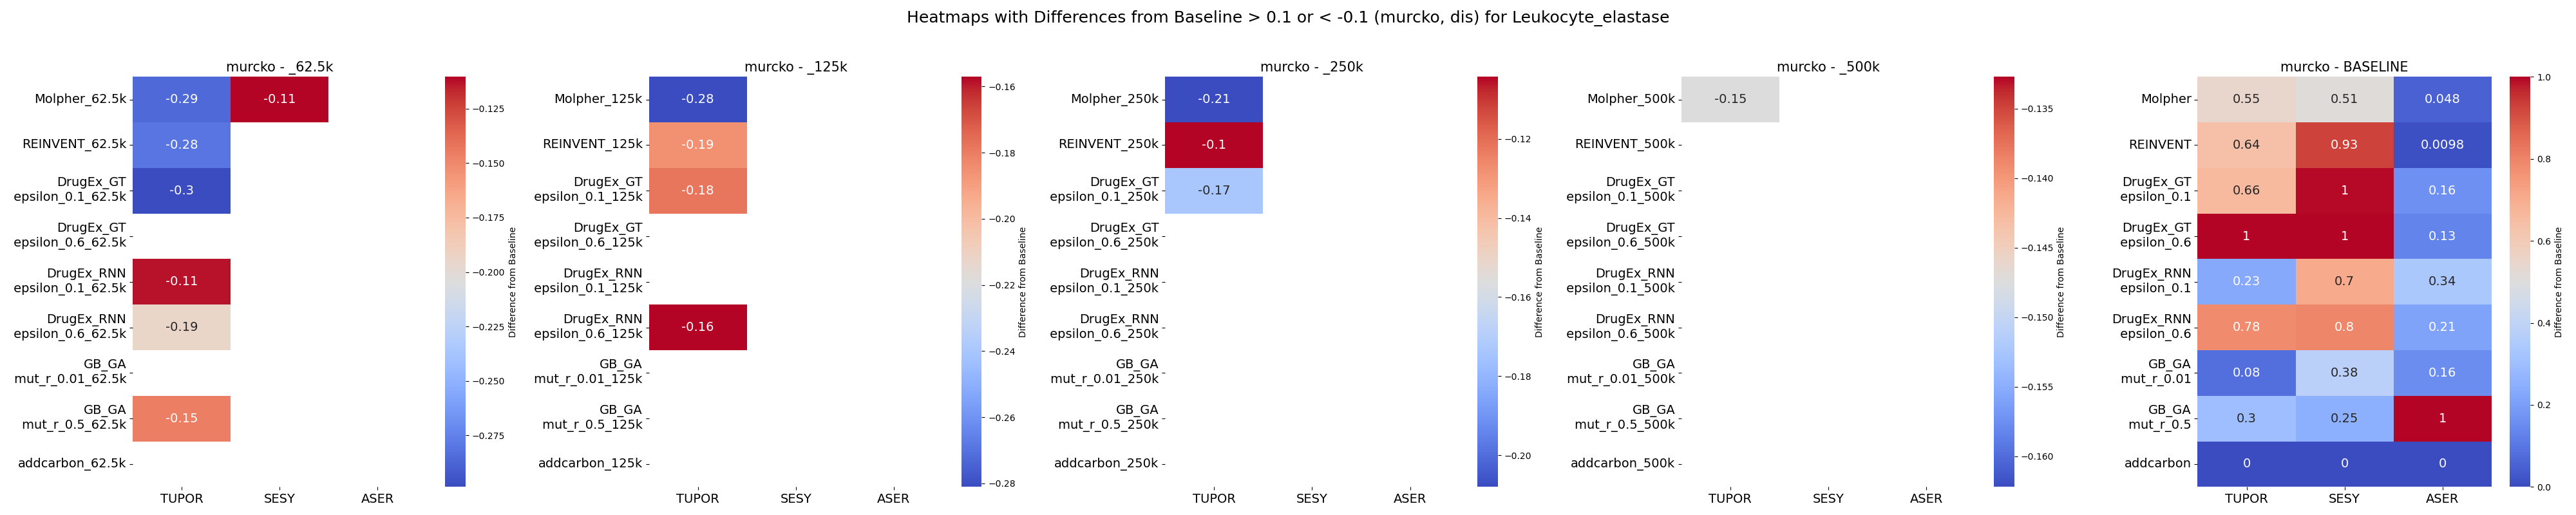 Heatmaps with Differences from Baseline > 0.1 or < -0.1 (murcko, dis) for Leukocyte_elastase
murcko - _62.5k
Molpher_62.5k
REINVENT_62.5k
DrugEx_GT
epsilon_0.1_62.5k
DrugEx_GT
epsilon_0.6_62.5k
DrugEx_RNN
epsilon_0.1_62.5k
DrugEx_RNN
epsilon_0.6_62.5k
GB_GA
mut_r_0.01_62.5k
GB_GA
mut_r_0.5_62.5k
addcarbon_62.5k
-0.29 -0.11
-0.28
-0.3
-0.11
-0.19
-0.15
TUPOR SESY ASER
−0.125
−0.150
−0.175
−0.200
−0.225
−0.250
−0.275
Difference from Baseline
murcko - _125k
Molpher_125k
REINVENT_125k
DrugEx_GT
epsilon_0.1_125k
DrugEx_GT
epsilon_0.6_125k
DrugEx_RNN
epsilon_0.1_125k
DrugEx_RNN
epsilon_0.6_125k
GB_GA
mut_r_0.01_125k
GB_GA
mut_r_0.5_125k
addcarbon_125k
-0.28
-0.19
-0.18
-0.16
TUPOR SESY ASER
−0.16
−0.18
−0.20
−0.22
−0.24
−0.26
−0.28
Difference from Baseline
murcko - _250k
Molpher_250k
REINVENT_250k
DrugEx_GT
epsilon_0.1_250k
DrugEx_GT
epsilon_0.6_250k
DrugEx_RNN
epsilon_0.1_250k
DrugEx_RNN
epsilon_0.6_250k
GB_GA
mut_r_0.01_250k
GB_GA
mut_r_0.5_250k
addcarbon_250k
-0.21
-0.1
-0.17
TUPOR SESY ASER
−0.12
−0.14
−0.16
−0.18
−0.20
Difference from Baseline
murcko - _500k
Molpher_500k
REINVENT_500k
DrugEx_GT
epsilon_0.1_500k
DrugEx_GT
epsilon_0.6_500k
DrugEx_RNN
epsilon_0.1_500k
DrugEx_RNN
epsilon_0.6_500k
GB_GA
mut_r_0.01_500k
GB_GA
mut_r_0.5_500k
addcarbon_500k
-0.15
TUPOR SESY ASER
−0.135
−0.140
−0.145
−0.150
−0.155
−0.160
Difference from Baseline
murcko - BASELINE
Molpher
REINVENT
DrugEx_GT
epsilon_0.1
DrugEx_GT
epsilon_0.6
DrugEx_RNN
epsilon_0.1
DrugEx_RNN
epsilon_0.6
GB_GA
mut_r_0.01
GB_GA
mut_r_0.5
addcarbon
0.55 0.51 0.048
0.64 0.93 0.0098
0.66 1 0.16
1 1 0.13
0.23 0.7 0.34
0.78 0.8 0.21
0.08 0.38 0.16
0.3 0.25 1
0 0 0
TUPOR SESY ASER
1.0
0.8
0.6
0.4
0.2
0.0
Difference from Baseline